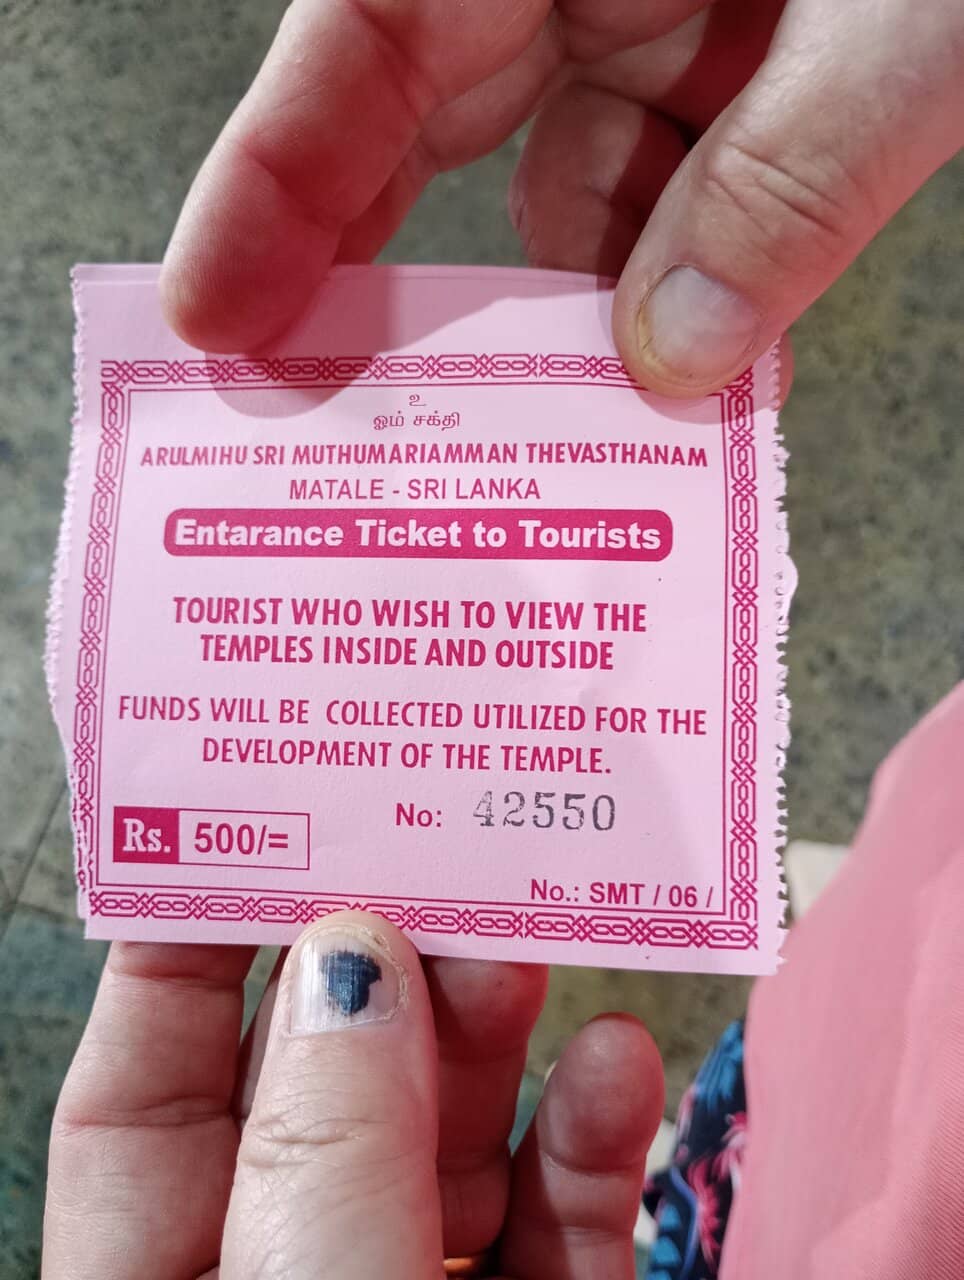 உ
ஓம் சக்தி
ARULMIHU SRI MUTHUMARIAMMAN THEVASTHANAM
MATALE - SRI LANKA
Entarance Ticket to Tourists
TOURIST WHO WISH TO VIEW THE
TEMPLES INSIDE AND OUTSIDE
FUNDS WILL BE COLLECTED UTILIZED FOR THE
DEVELOPMENT OF THE TEMPLE.
No: 42550
Rs. 500/=
No.: SMT / 06 /